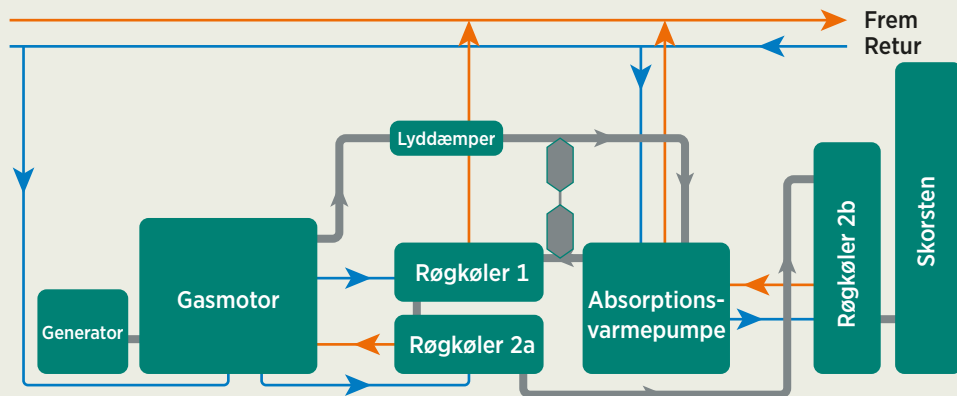 Frem
Retur
Lyddæmper
Gasmotor
Generator
Røgkøler 1
Røgkøler 2a
Absorptions-
varmepumpe
Røgkøler 2b
Skorsten